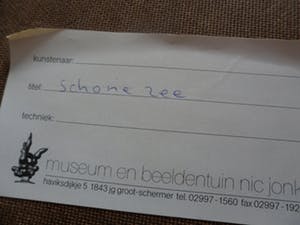 kunstenaar:
titel: schone zee
techniek:
museum en beeldentuin nic jonk
haviksdijkje 5 1843 jg groot-schermer tel. 02997-1560 fax 02997-192